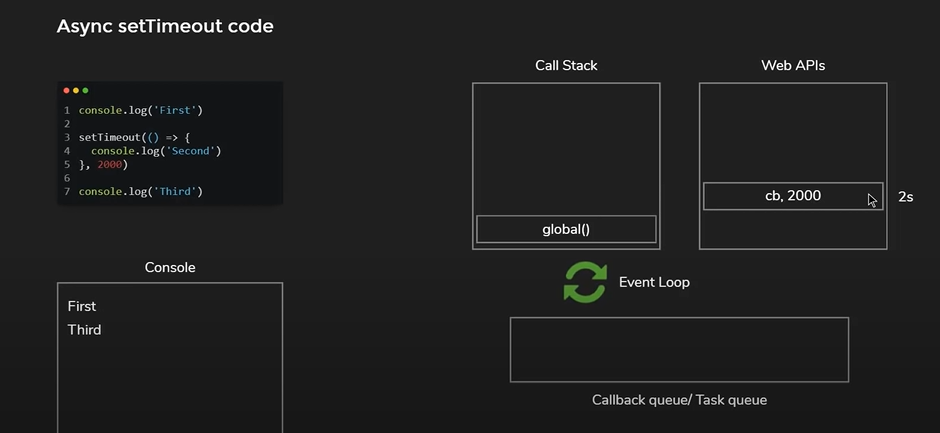 Async setTimeout code
1 console.log('First')
2
3 setTimeout(() => {
4   console.log('Second')
5 }, 2000)
6
7 console.log('Third')
Console
First
Third
Call Stack
global()
Web APIs
cb, 2000
2s
Event Loop
Callback queue/ Task queue